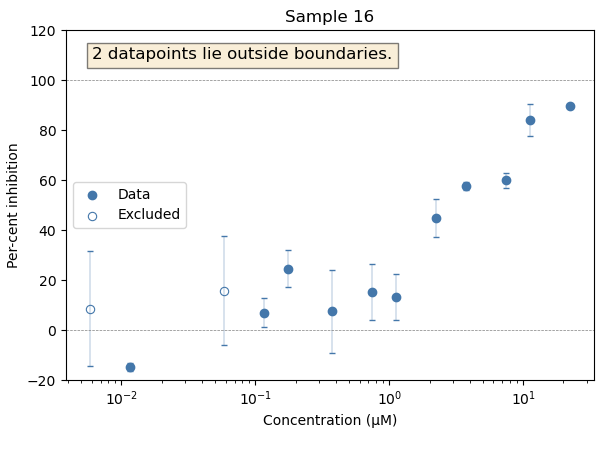 Sample 16
2 datapoints lie outside boundaries.
120
100
80
60
40
20
0
−20
Per-cent inhibition
Data
Excluded
10⁻² 10⁻¹ 10⁰ 10¹
Concentration (µM)